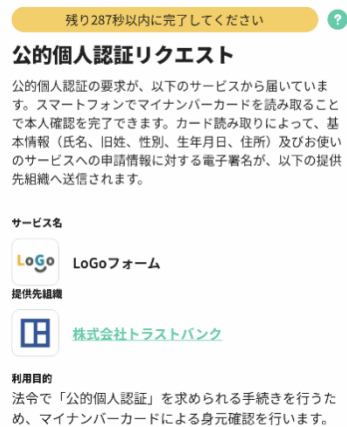 残り287秒以内に完了してください
?
公的個人認証リクエスト
公的個人認証の要求が、以下のサービスから届いていま
す。スマートフォンでマイナンバーカードを読み取ること
で本人確認を完了できます。カード読み取りによって、基
本情報（氏名、旧姓、性別、生年月日、住所）及びお使い
のサービスへの申請情報に対する電子署名が、以下の提供
先組織へ送信されます。
サービス名
LoGo
LoGoフォーム
提供先組織
株式会社トラストバンク
利用目的
法令で「公的個人認証」を求められる手続きを行うた
め、マイナンバーカードによる身元確認を行います。